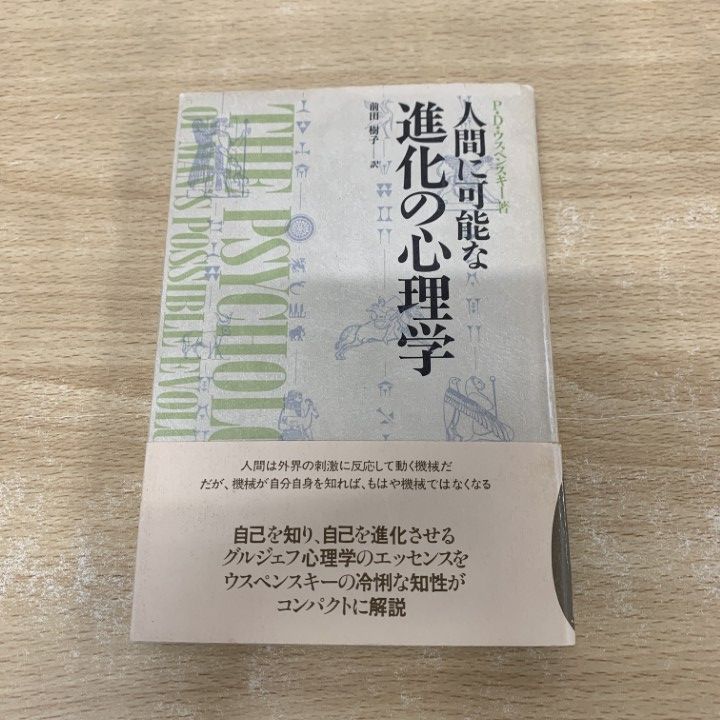 P・D・ウスペンスキー 著
人間に可能な
進化の心理学
前田樹子 訳
THE PSYCHOLO
OF MAN'S POSSIBLE EVOLU
人間は外界の刺激に反応して動く機械だ
だが、機械が自分自身を知れば、もはや機械ではなくなる
自己を知り、自己を進化させる
グルジェフ心理学のエッセンスを
ウスペンスキーの冷悧な知性が
コンパクトに解説